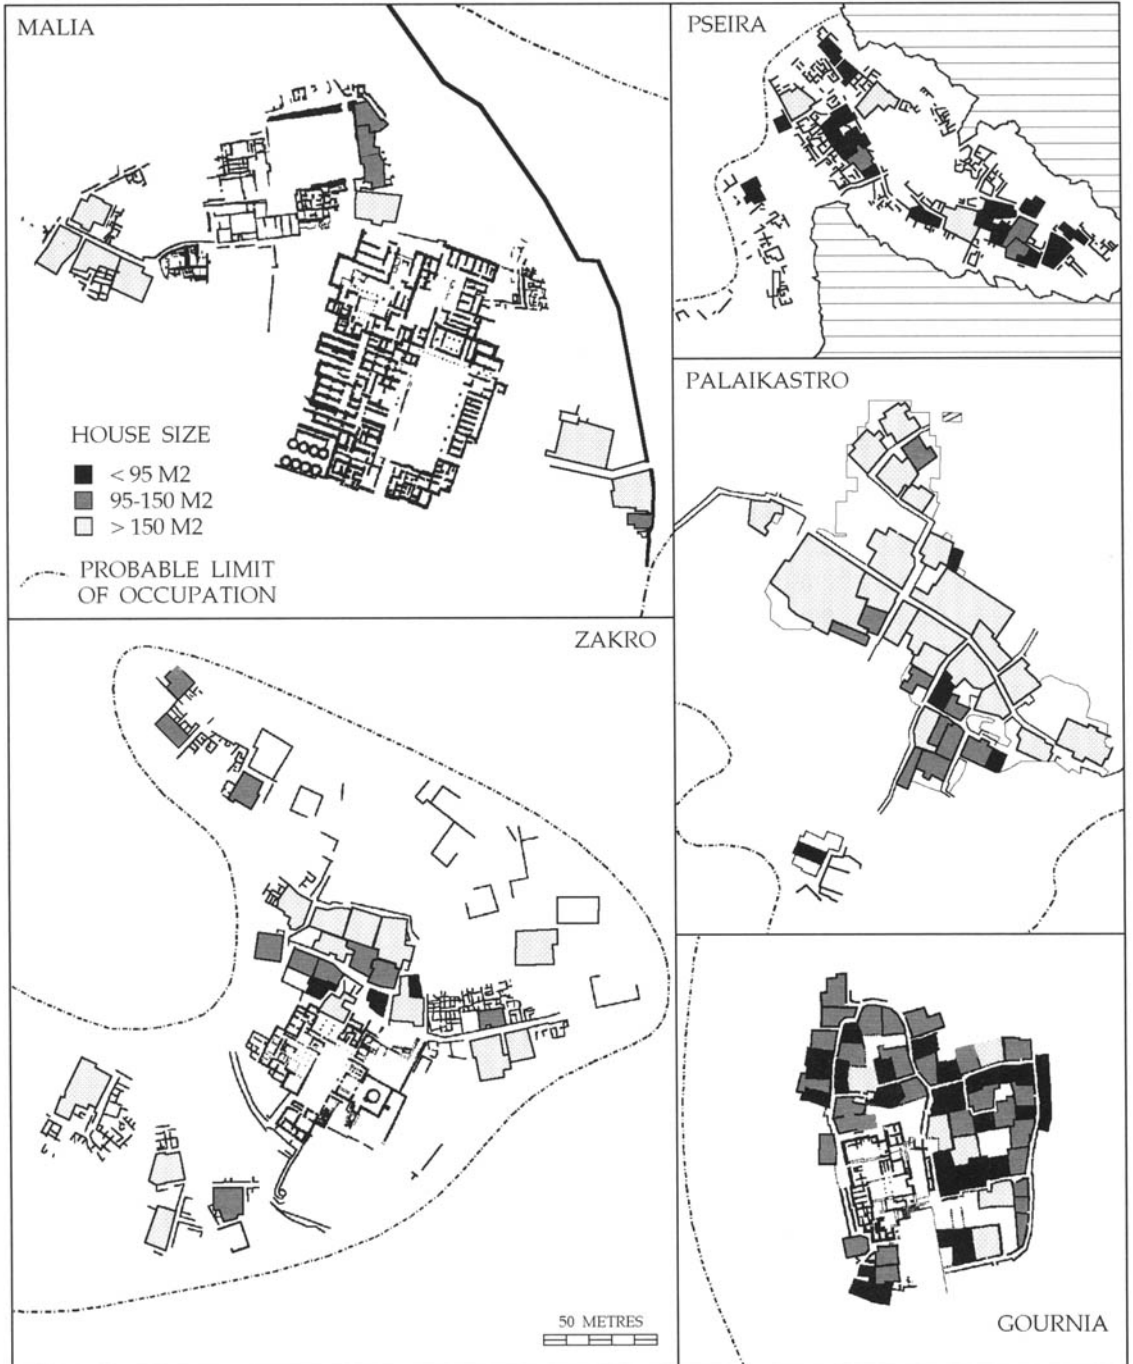 MALIA
PSEIRA
PALAIKASTRO
HOUSE SIZE
< 95 M2
95-150 M2
> 150 M2
PROBABLE LIMIT
OF OCCUPATION
ZAKRO
50 METRES
GOURNIA